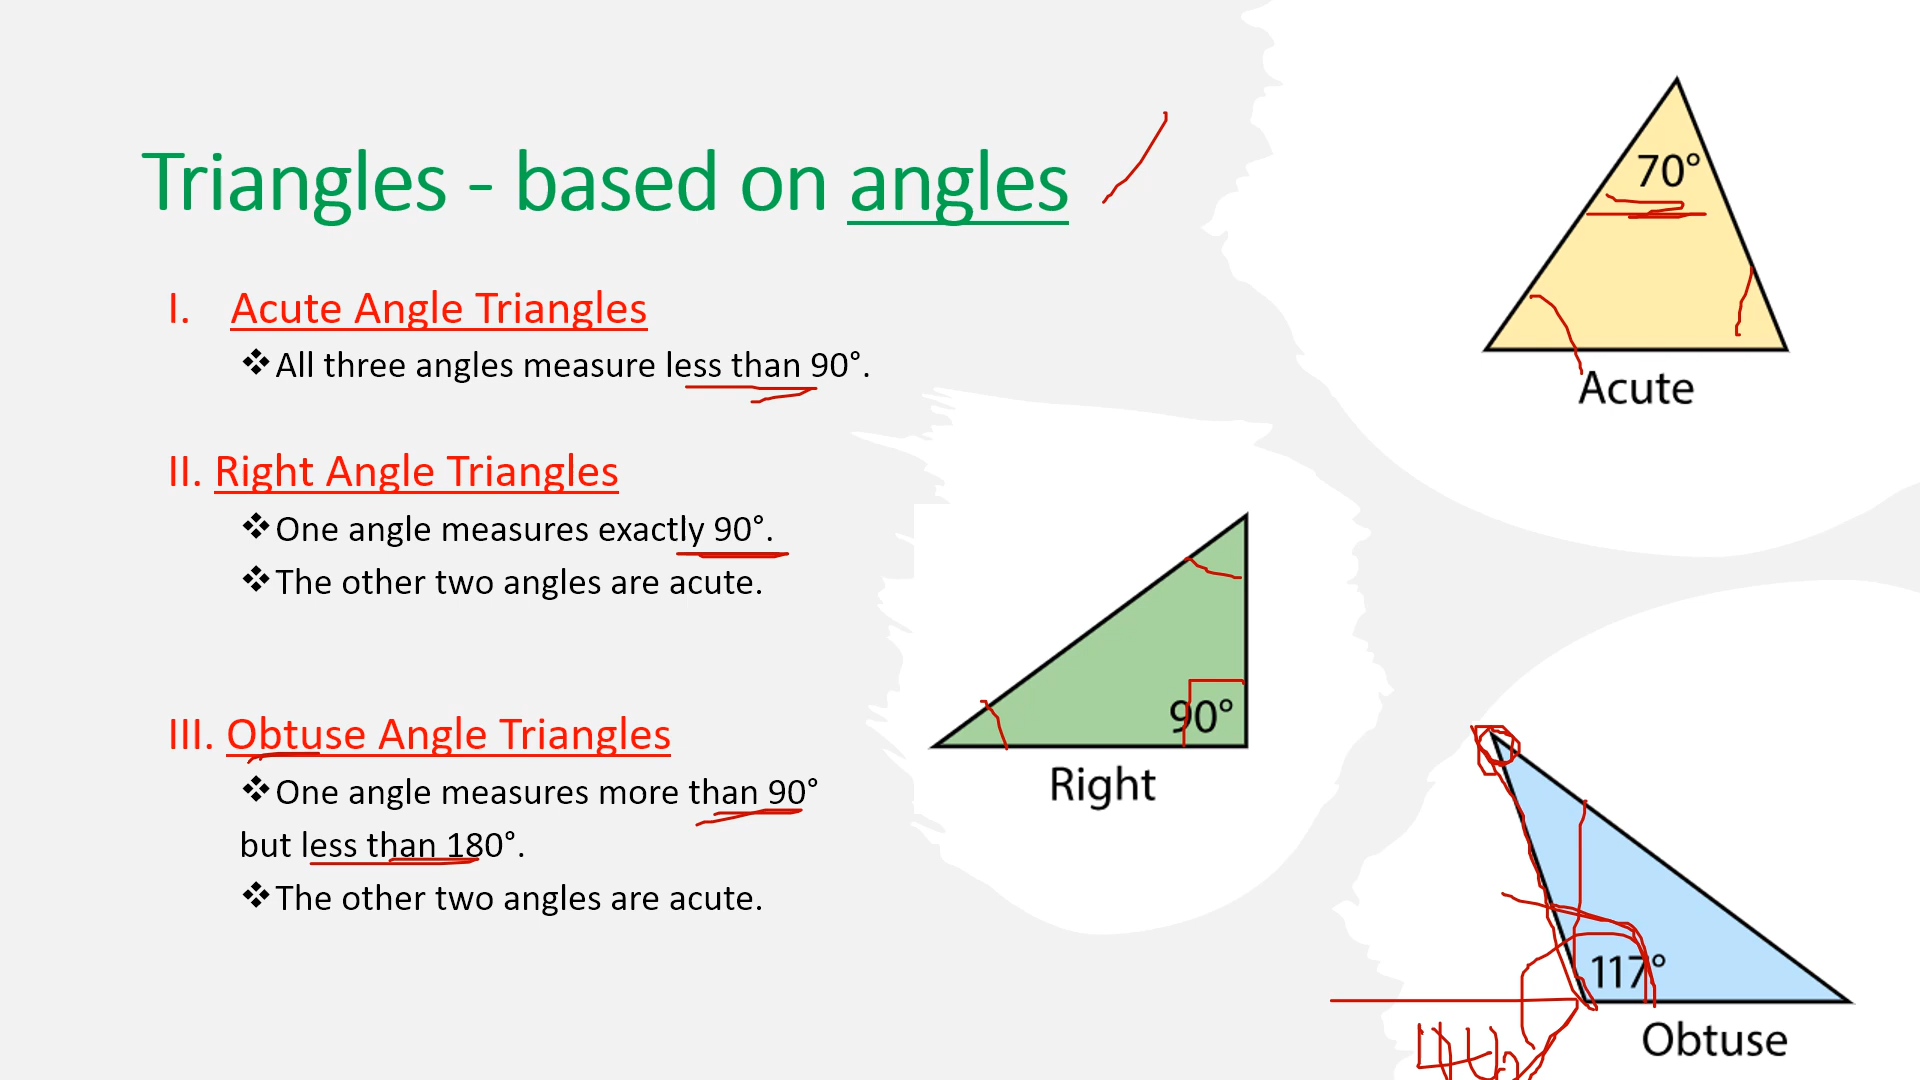 Triangles - based on angles
I. Acute Angle Triangles
❖All three angles measure less than 90°.
II. Right Angle Triangles
❖One angle measures exactly 90°.
❖The other two angles are acute.
III. Obtuse Angle Triangles
❖One angle measures more than 90°
but less than 180°.
❖The other two angles are acute.
70°
Acute
90°
Right
117°
Obtuse